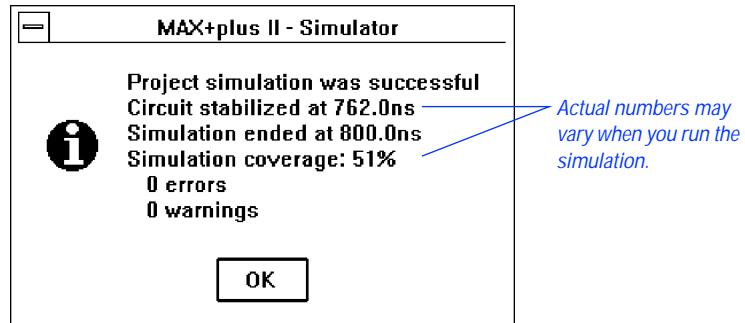 MAX+plus II - Simulator
Project simulation was successful
Circuit stabilized at 762.0ns
Simulation ended at 800.0ns
Simulation coverage: 51%
0 errors
0 warnings
OK
Actual numbers may
vary when you run the
simulation.